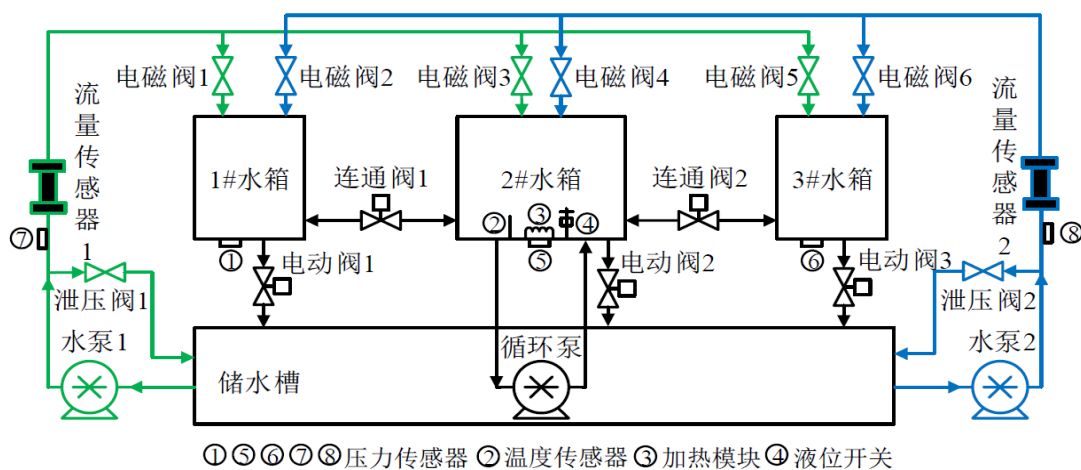 电磁阀1
电磁阀2
电磁阀3
电磁阀4
电磁阀5
电磁阀6
流量传感器1
流量传感器2
1#水箱
连通阀1
2#水箱
连通阀2
3#水箱
②
③
④
⑦
⑧
①
⑤
⑥
电动阀1
电动阀2
电动阀3
泄压阀1
泄压阀2
水泵1
循环泵
水泵2
储水槽
①⑤⑥⑦⑧压力传感器 ②温度传感器 ③加热模块 ④液位开关